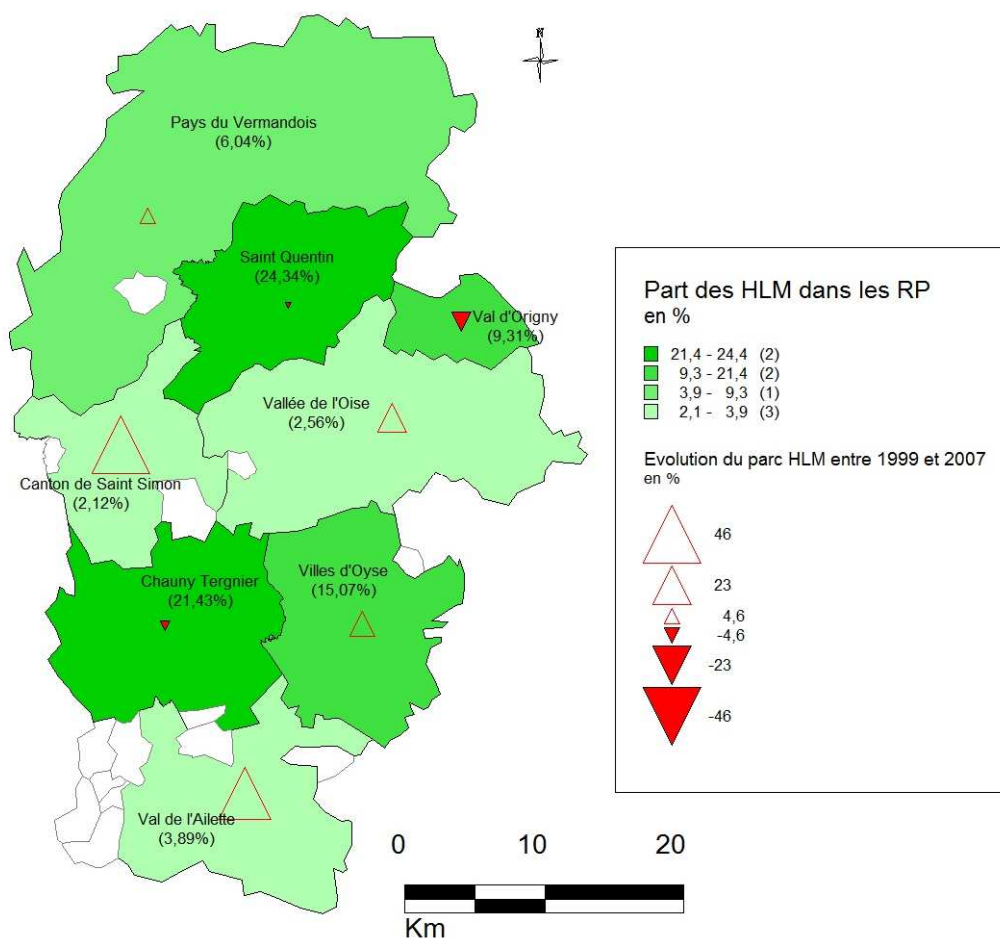 N
Pays du Vermandois
(6,04%)
Saint Quentin
(24,34%)
Val d'Origny
(9,31%)
Vallée de l'Oise
(2,56%)
Canton de Saint Simon
(2,12%)
Chauny Tergnier
(21,43%)
Villes d'Oyse
(15,07%)
Val de l'Ailette
(3,89%)
0 10 20
Km
Part des HLM dans les RP
en %
21,4 - 24,4 (2)
9,3 - 21,4 (2)
3,9 - 9,3 (1)
2,1 - 3,9 (3)
Evolution du parc HLM entre 1999 et 2007
en %
46
23
4,6
-4,6
-23
-46